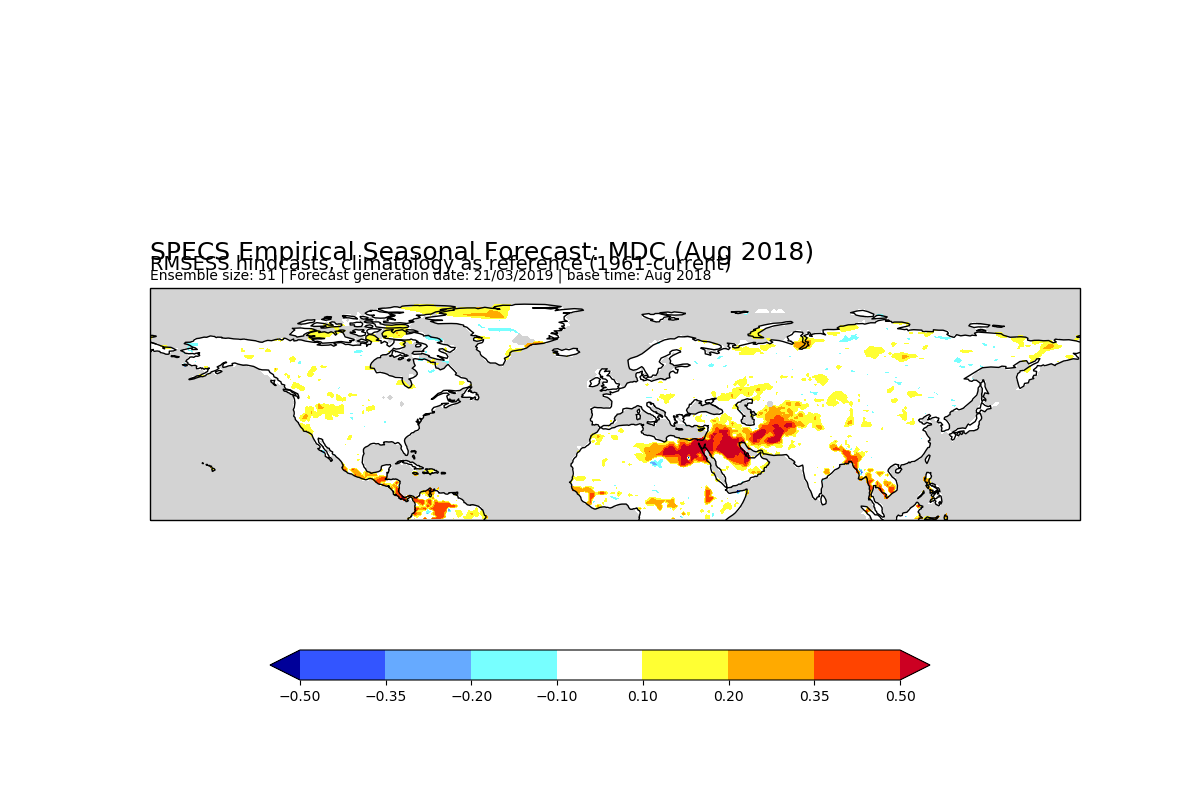 SPECS Empirical Seasonal Forecast: MDC (Aug 2018)
RMSESS hindcasts, climatology as reference (1961-current)
Ensemble size: 51 | Forecast generation date: 21/03/2019 | base time: Aug 2018
−0.50 −0.35 −0.20 −0.10 0.10 0.20 0.35 0.50